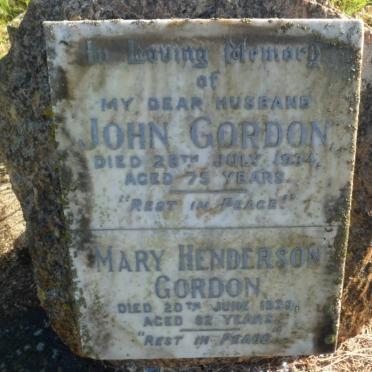 In Loving Memory
of
MY DEAR HUSBAND
JOHN GORDON
DIED 28TH JULY 1934,
AGED 75 YEARS.
"REST IN PEACE"
MARY HENDERSON
GORDON
DIED 20TH JUNE 1939,
AGED 82 YEARS.
"REST IN PEACE"